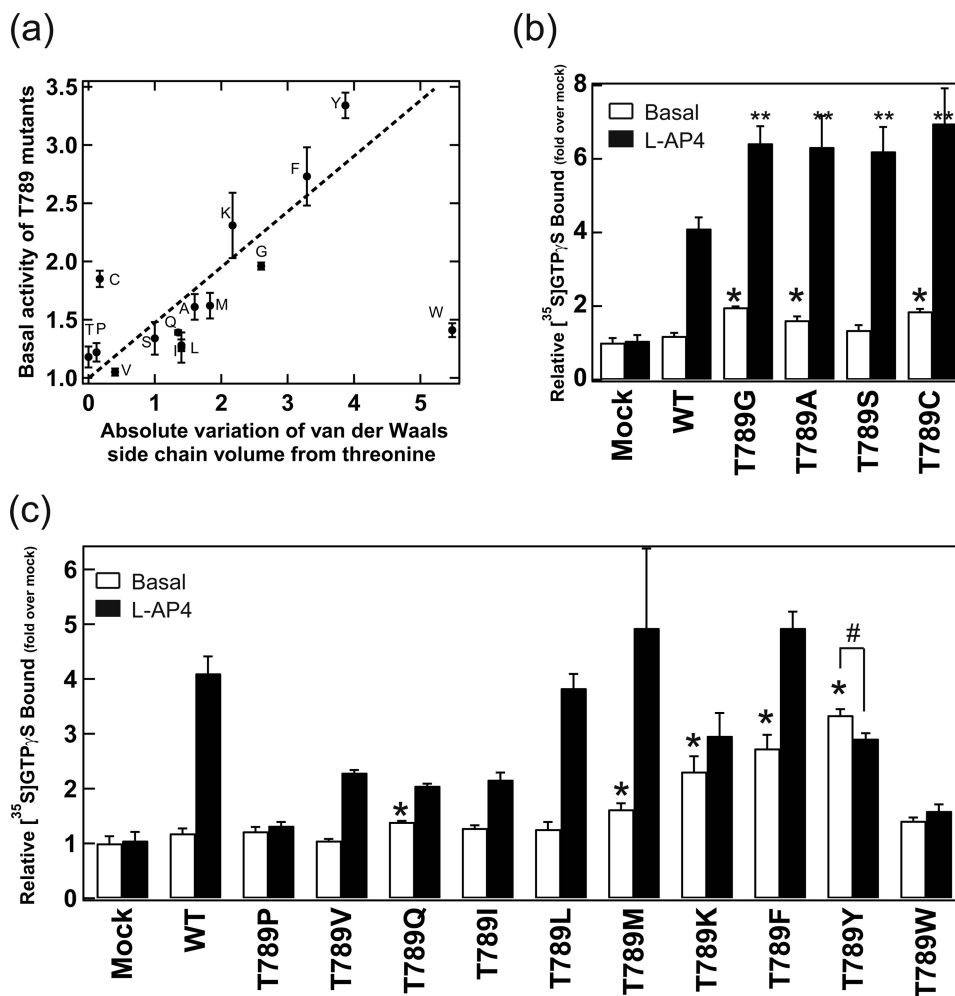 (a)
Basal activity of T789 mutants
3.5
3.0
2.5
2.0
1.5
1.0
Y
F
K
G
C
A
M
W
Q
S
I
L
T P
V
0
1
2
3
4
5
Absolute variation of van der Waals
side chain volume from threonine
(b)
Relative [³⁵S]GTPγS Bound (fold over mock)
8
6
4
2
0
Basal
L-AP4
**
**
**
**
*
*
*
Mock
WT
T789G
T789A
T789S
T789C
(c)
Relative [³⁵S]GTPγS Bound (fold over mock)
6
5
4
3
2
1
0
Basal
L-AP4
#
*
*
*
*
*
Mock
WT
T789P
T789V
T789Q
T789I
T789L
T789M
T789K
T789F
T789Y
T789W